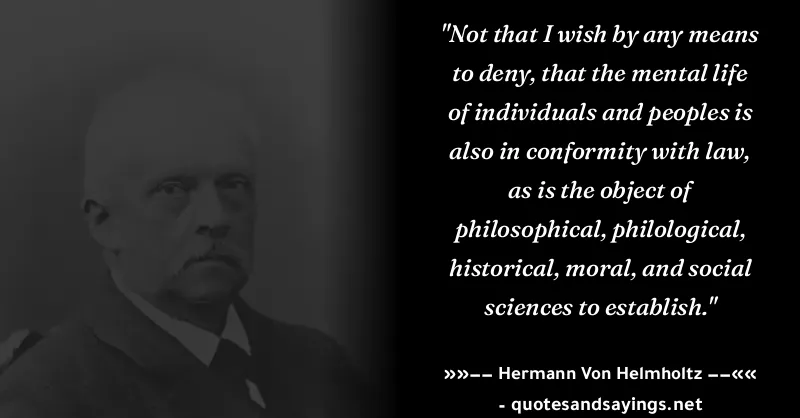 "Not that I wish by any means
to deny, that the mental life
of individuals and peoples is
also in conformity with law,
as is the object of
philosophical, philological,
historical, moral, and social
sciences to establish."
»»−− Hermann Von Helmholtz −−««
- quotesandsayings.net